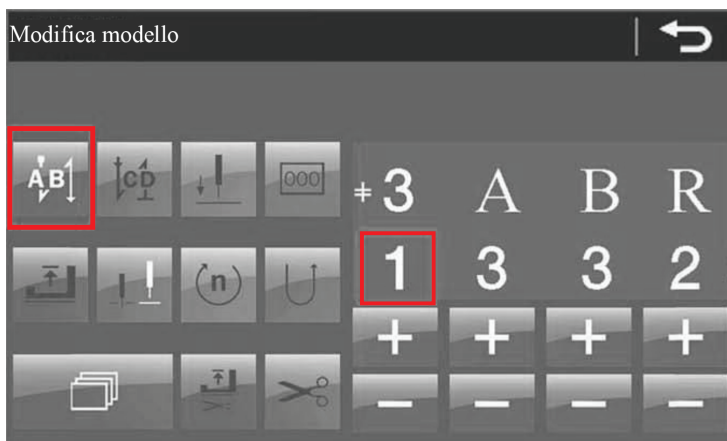 Modifica modello
AB CD 000
n
⧧3 A B R
1 3 3 2
+ + + +
− − − −